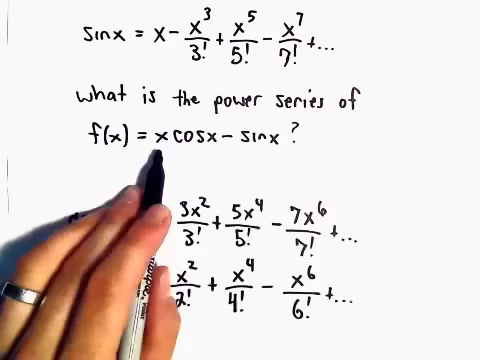 sinx = x - x³/3! + x⁵/5! - x⁷/7! + ...
What is the power series of
f(x) = x cosx - sinx ?
3x²/3! + 5x⁴/5! - 7x⁶/7! + ...
x²/2! + x⁴/4! - x⁶/6! + ...